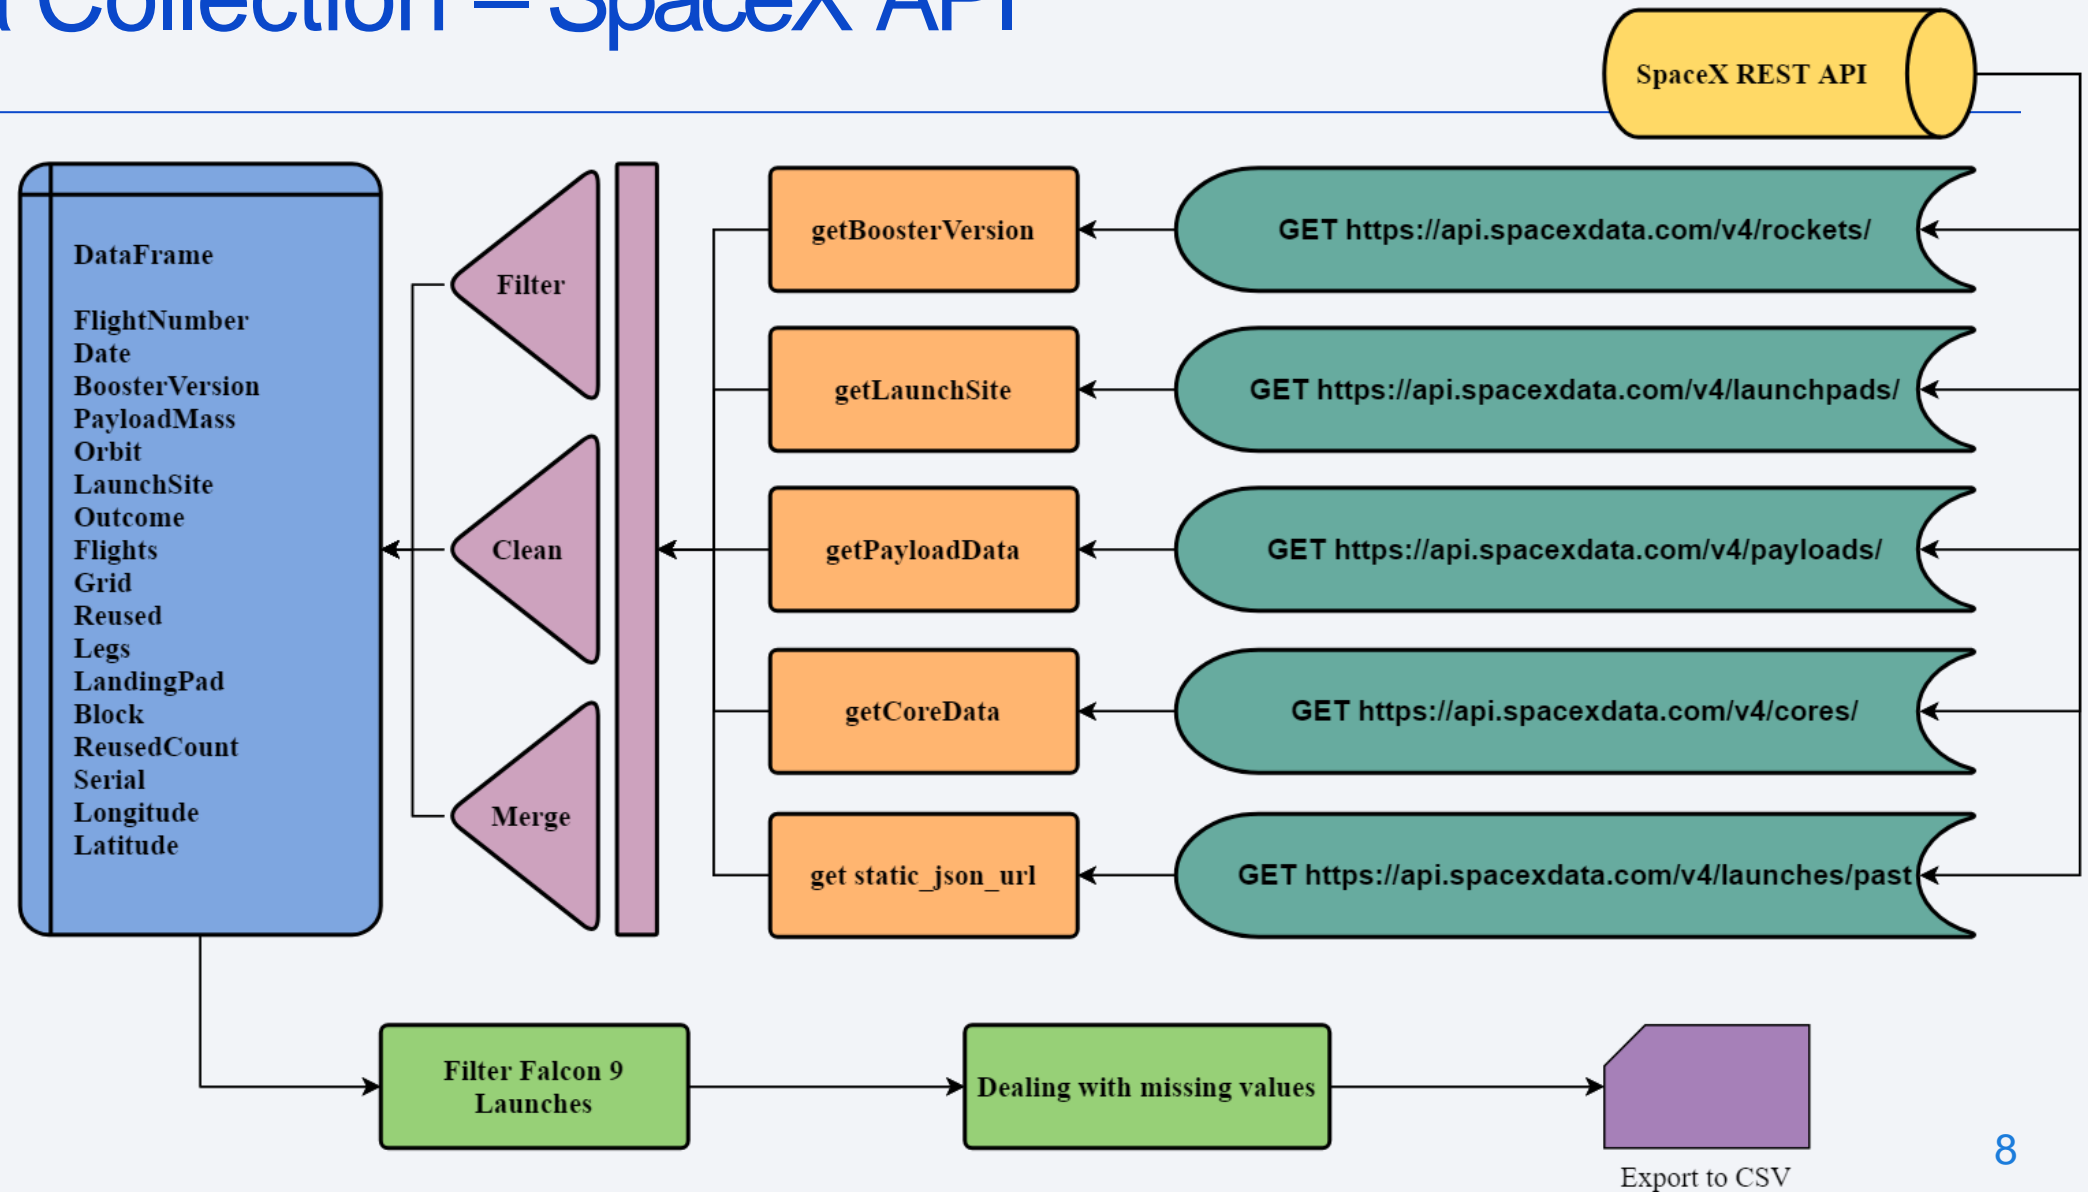 Collection – SpaceX API
SpaceX REST API
GET https://api.spacexdata.com/v4/rockets/
GET https://api.spacexdata.com/v4/launchpads/
GET https://api.spacexdata.com/v4/payloads/
GET https://api.spacexdata.com/v4/cores/
GET https://api.spacexdata.com/v4/launches/past
getBoosterVersion
getLaunchSite
getPayloadData
getCoreData
get static_json_url
Filter
Clean
Merge
DataFrame
FlightNumber
Date
BoosterVersion
PayloadMass
Orbit
LaunchSite
Outcome
Flights
Grid
Reused
Legs
LandingPad
Block
ReusedCount
Serial
Longitude
Latitude
Filter Falcon 9
Launches
Dealing with missing values
Export to CSV
8